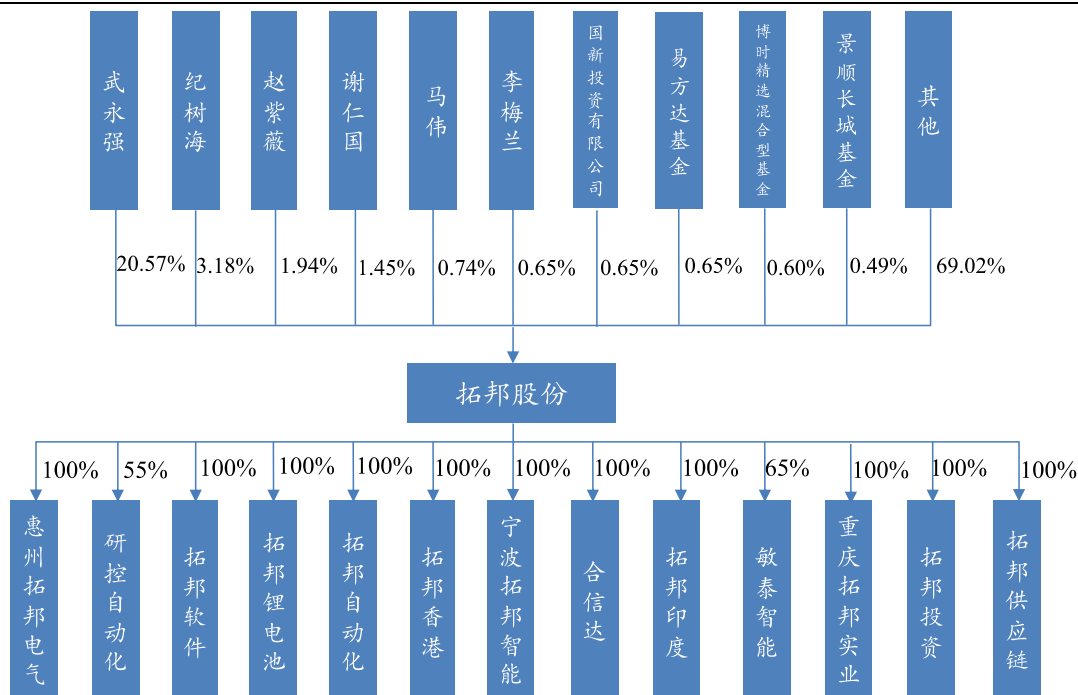 武永强
纪树海
赵紫薇
谢仁国
马伟
李梅兰
国新投资有限公司
易方达基金
博时精选混合型基金
景顺长城基金
其他
20.57%
3.18%
1.94%
1.45%
0.74%
0.65%
0.65%
0.65%
0.60%
0.49%
69.02%
拓邦股份
100%
55%
100%
100%
100%
100%
100%
100%
100%
65%
100%
100%
100%
惠州拓邦电气
研控自动化
拓邦软件
拓邦锂电池
拓邦自动化
拓邦香港
宁波拓邦智能
合信达
拓邦印度
敏泰智能
重庆拓邦实业
拓邦投资
拓邦供应链